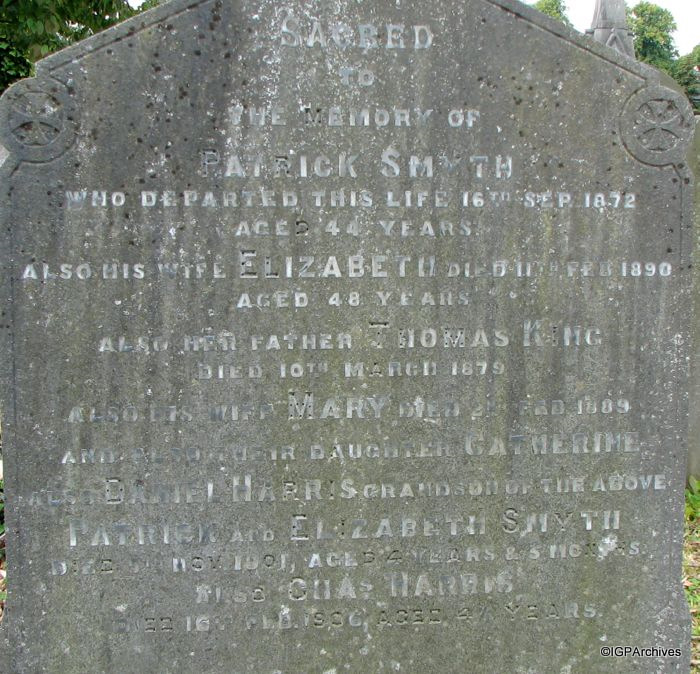 SACRED
TO
THE MEMORY OF
PATRICK SMYTH
WHO DEPARTED THIS LIFE 16TH SEP. 1872
AGED 44 YEARS
ALSO HIS WIFE ELIZABETH DIED 11TH FEB 1890
AGED 48 YEARS
ALSO HER FATHER THOMAS KING
DIED 10TH MARCH 1879
ALSO HIS WIFE MARY DIED FEB 1889
AND ALSO THEIR DAUGHTER CATHERINE
ALSO DANIEL HARRIS GRANDSON OF THE ABOVE
PATRICK AND ELIZABETH SMYTH
DIED NOV. 1901, AGED 4 YEARS & 5 MONTHS.
ALSO CHAS HARRIS
DIED 16TH FEB. 1906, AGED YEARS.
©IGPArchives